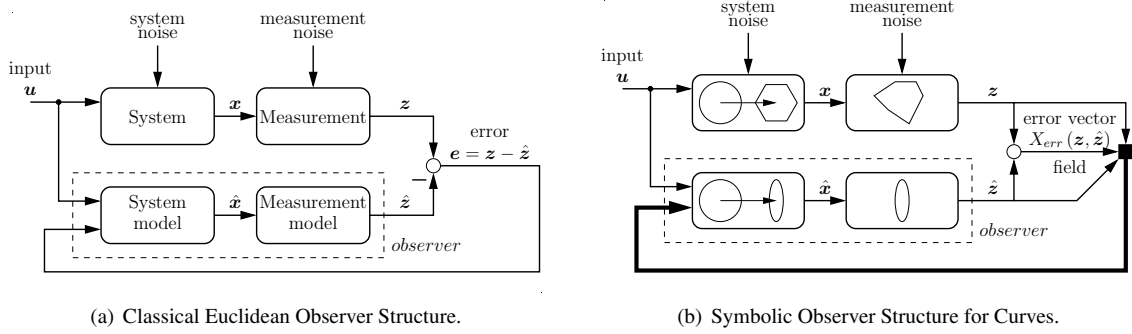 system
noise
measurement
noise
input
u
System
x
Measurement
z
error
e = z − ẑ
−
System
model
x̂
Measurement
model
ẑ
observer
(a) Classical Euclidean Observer Structure.
system
noise
measurement
noise
input
u
x
z
error vector
X_err (z, ẑ)
field
x̂
ẑ
observer
(b) Symbolic Observer Structure for Curves.